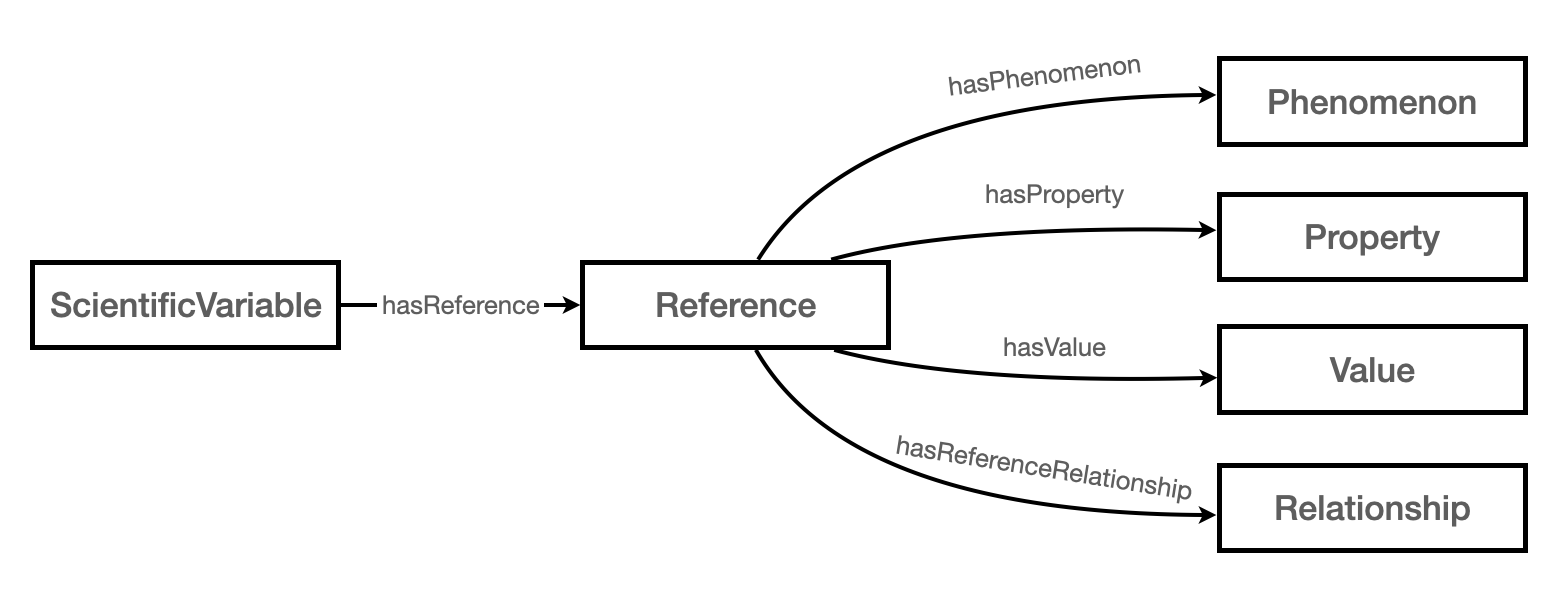 hasPhenomenon
Phenomenon
hasProperty
Property
ScientificVariable
hasReference
Reference
hasValue
Value
hasReferenceRelationship
Relationship